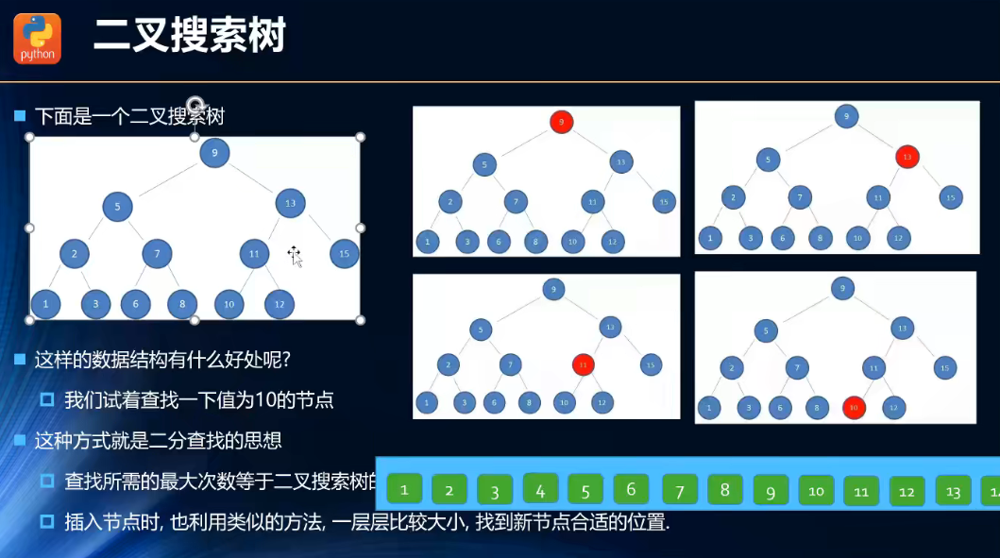 python
二叉搜索树
下面是一个二叉搜索树
9
5 13
2 7 11 15
1 3 6 8 10 12
9
5 13
2 7 11 15
1 3 6 8 10 12
9
5 13
2 7 11 15
1 3 6 8 10 12
9
5 13
2 7 11 15
1 3 6 8 10 12
9
5 13
2 7 11 15
1 3 6 8 10 12
这样的数据结构有什么好处呢?
我们试着查找一下值为10的节点
这种方式就是二分查找的思想
查找所需的最大次数等于二叉搜索树的
1 2 3 4 5 6 7 8 9 10 11 12 13
插入节点时, 也利用类似的方法, 一层层比较大小, 找到新节点合适的位置.